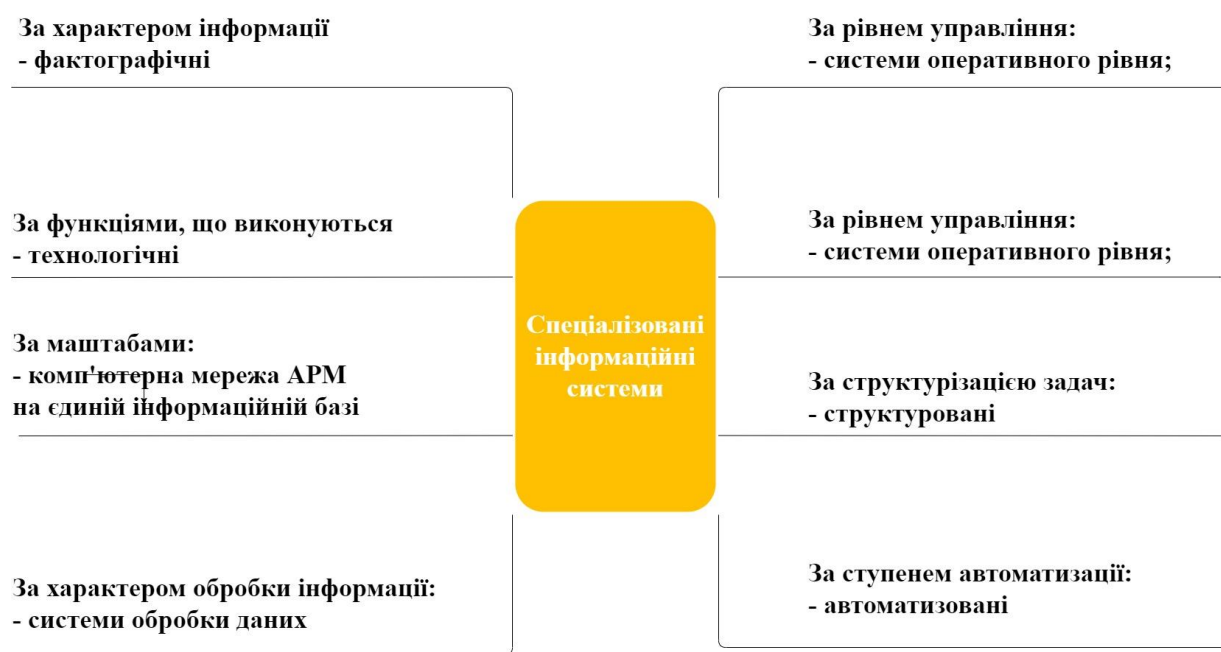 За характером інформації
- фактографічні
За функціями, що виконуються
- технологічні
За маштабами:
- комп'ютерна мережа АРМ
на єдиній інформаційній базі
За характером обробки інформації:
- системи обробки даних
Спеціалізовані
інформаційні
системи
За рівнем управління:
- системи оперативного рівня;
За рівнем управління:
- системи оперативного рівня;
За структурізацією задач:
- структуровані
За ступенем автоматизації:
- автоматизовані